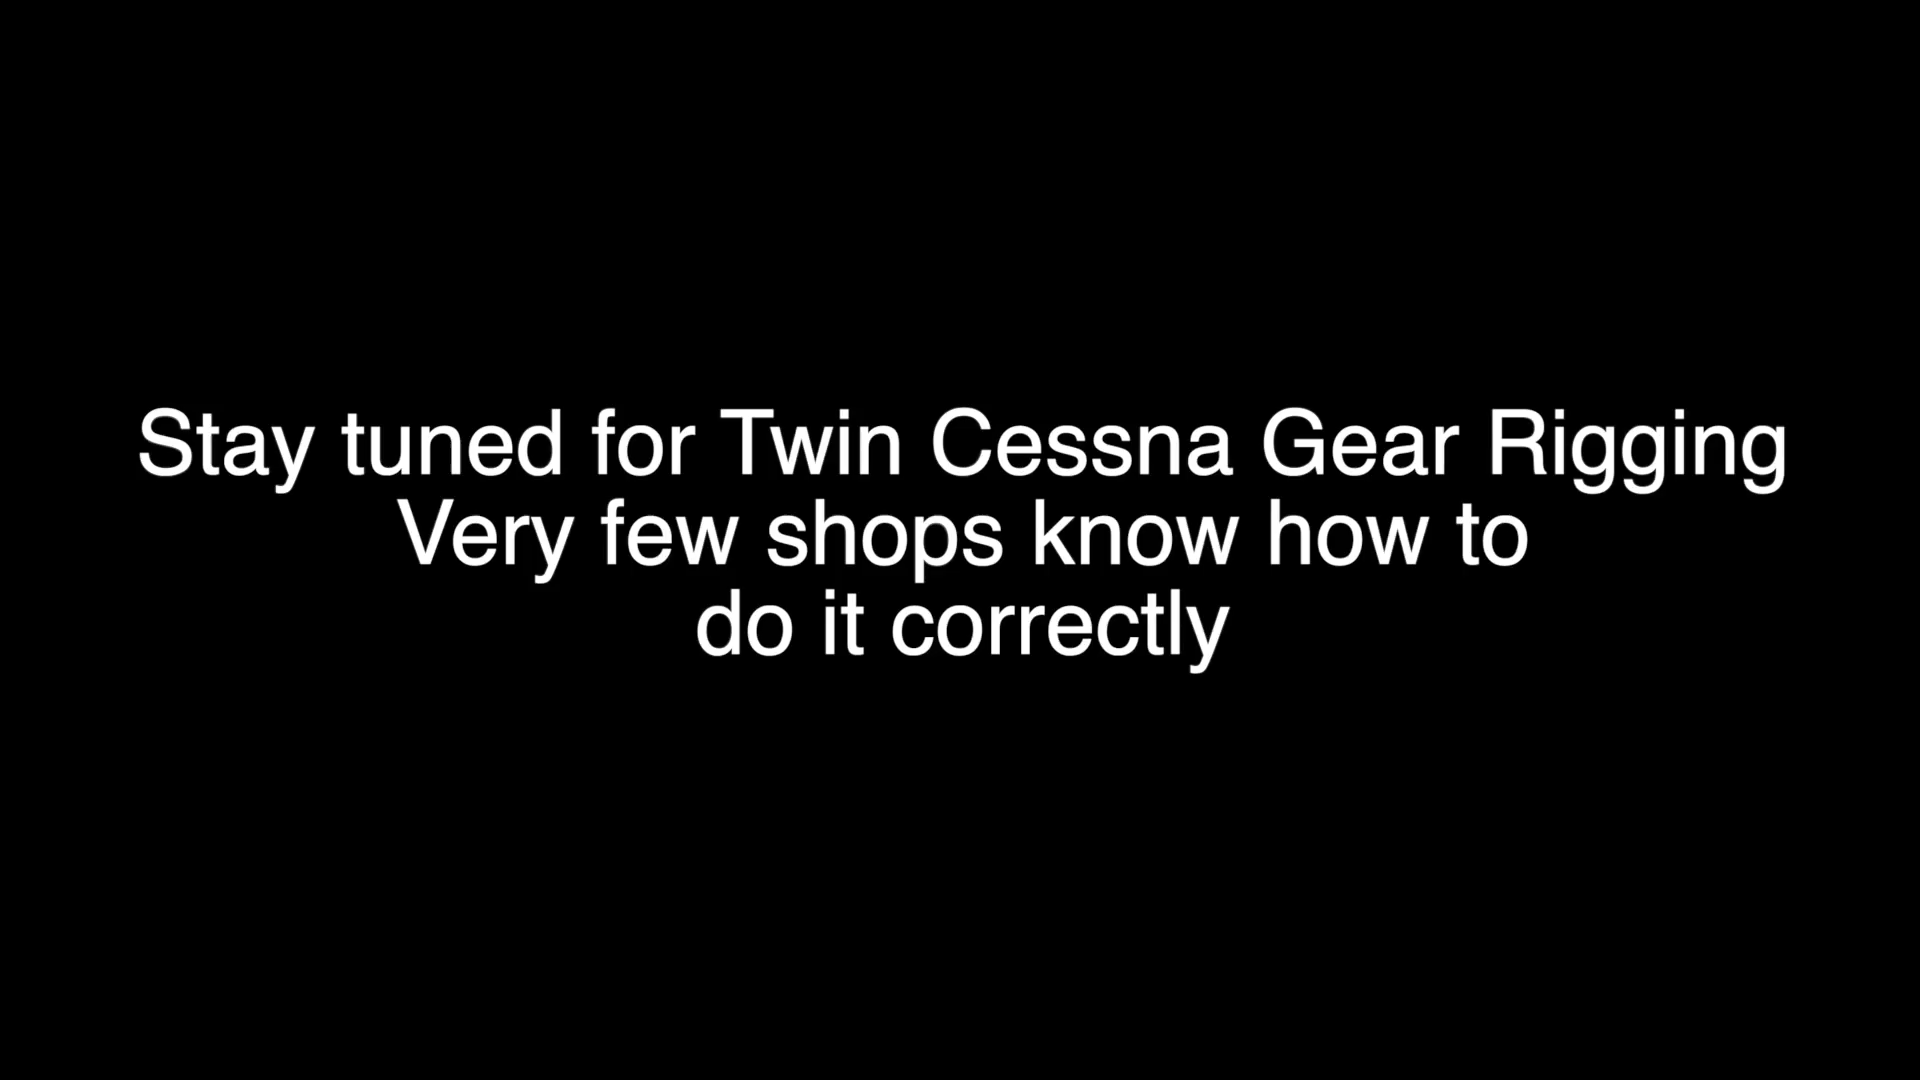 Stay tuned for Twin Cessna Gear Rigging
Very few shops know how to
do it correctly